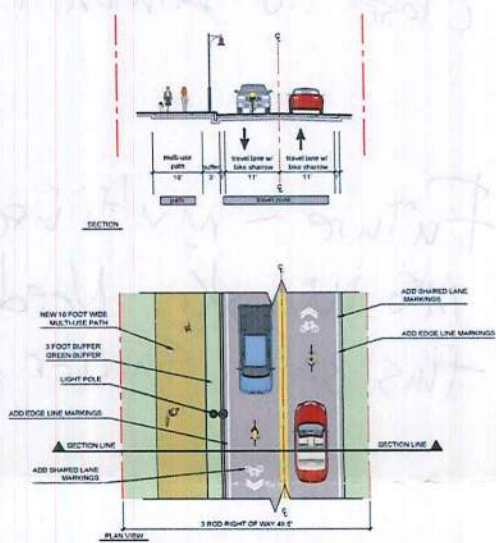 multi-use
path
10'
buffer
3'
travel lane w/
bike sharrow
11'
travel lane w/
bike sharrow
11'
path
travel zone
SECTION
NEW 10 FOOT WIDE
MULTI-USE PATH
3 FOOT BUFFER
GREEN BUFFER
LIGHT POLE
ADD EDGE LINE MARKINGS
SECTION LINE
ADD SHARED LANE
MARKINGS
ADD SHARED LANE
MARKINGS
ADD EDGE LINE MARKINGS
SECTION LINE
3 ROD RIGHT OF WAY 49.5'
PLAN VIEW